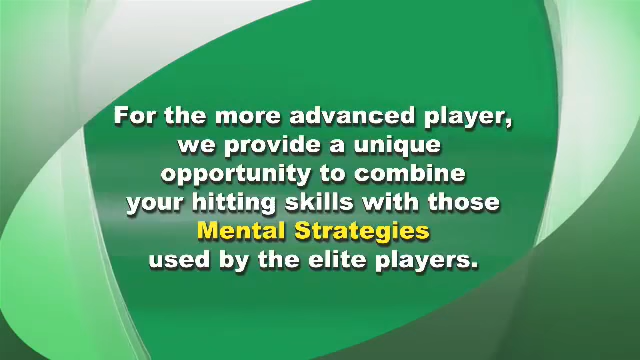 For the more advanced player,
we provide a unique
opportunity to combine
your hitting skills with those
Mental Strategies
used by the elite players.